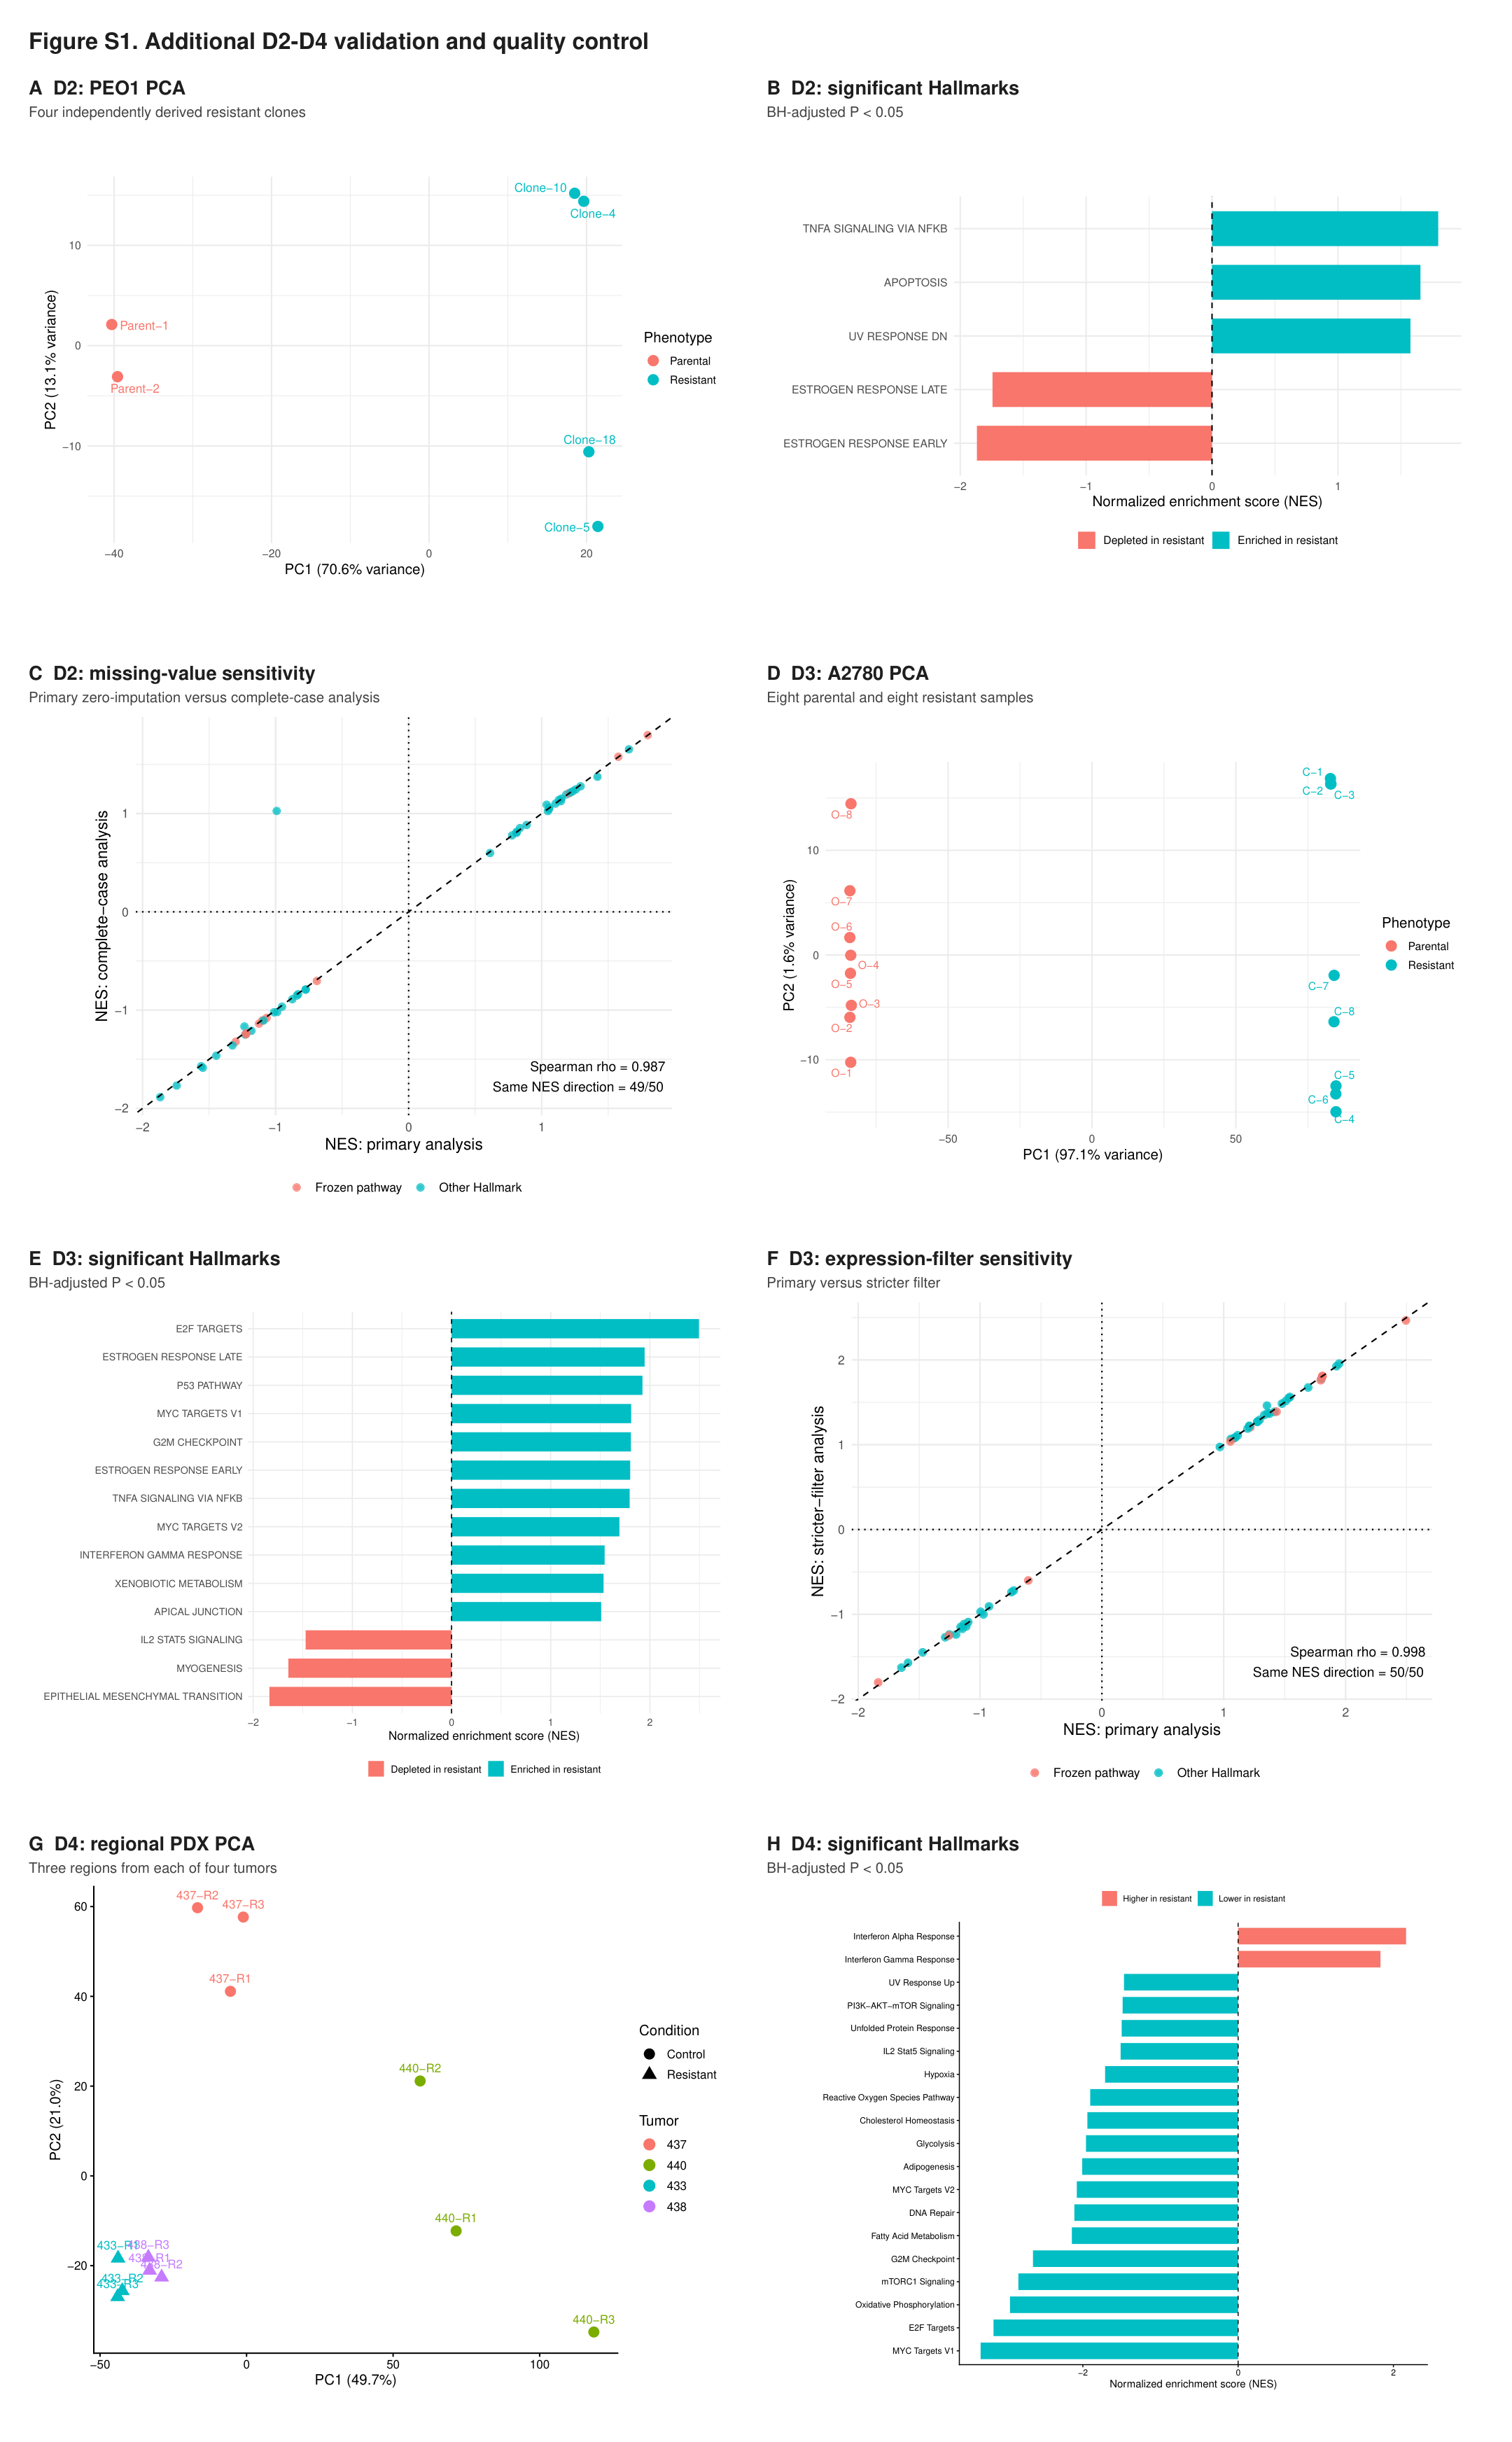 Figure S1. Additional D2-D4 validation and quality control
A D2: PEO1 PCA
Four independently derived resistant clones
Clone−10
Clone−4
10
Parent−1
0
Parent−2
Clone−18
−10
Clone−5
−40
−20
0
20
PC1 (70.6% variance)
PC2 (13.1% variance)
Phenotype
Parental
Resistant
B D2: significant Hallmarks
BH-adjusted P < 0.05
TNFA SIGNALING VIA NFKB
APOPTOSIS
UV RESPONSE DN
ESTROGEN RESPONSE LATE
ESTROGEN RESPONSE EARLY
−2
−1
0
1
Normalized enrichment score (NES)
Depleted in resistant
Enriched in resistant
C D2: missing-value sensitivity
Primary zero-imputation versus complete-case analysis
1
0
−1
−2
NES: complete−case analysis
Spearman rho = 0.987
Same NES direction = 49/50
−2
−1
0
1
NES: primary analysis
Frozen pathway
Other Hallmark
D D3: A2780 PCA
Eight parental and eight resistant samples
C−1
C−2
C−3
O−8
10
O−7
O−6
0
O−4
O−5
C−7
O−3
O−2
C−8
−10
O−1
C−5
C−6
C−4
−50
0
50
PC1 (97.1% variance)
PC2 (1.6% variance)
Phenotype
Parental
Resistant
E D3: significant Hallmarks
BH-adjusted P < 0.05
E2F TARGETS
ESTROGEN RESPONSE LATE
P53 PATHWAY
MYC TARGETS V1
G2M CHECKPOINT
ESTROGEN RESPONSE EARLY
TNFA SIGNALING VIA NFKB
MYC TARGETS V2
INTERFERON GAMMA RESPONSE
XENOBIOTIC METABOLISM
APICAL JUNCTION
IL2 STAT5 SIGNALING
MYOGENESIS
EPITHELIAL MESENCHYMAL TRANSITION
−2
−1
0
1
2
Normalized enrichment score (NES)
Depleted in resistant
Enriched in resistant
F D3: expression-filter sensitivity
Primary versus stricter filter
2
1
0
−1
−2
NES: stricter−filter analysis
Spearman rho = 0.998
Same NES direction = 50/50
−2
−1
0
1
2
NES: primary analysis
Frozen pathway
Other Hallmark
G D4: regional PDX PCA
Three regions from each of four tumors
437−R2
437−R3
60
437−R1
40
440−R2
20
0
440−R1
433−R1
438−R3
438−R1
438−R2
−20
433−R2
433−R3
440−R3
−50
0
50
100
PC1 (49.7%)
PC2 (21.0%)
Condition
Control
Resistant
Tumor
437
440
433
438
H D4: significant Hallmarks
BH-adjusted P < 0.05
Higher in resistant
Lower in resistant
Interferon Alpha Response
Interferon Gamma Response
UV Response Up
PI3K−AKT−mTOR Signaling
Unfolded Protein Response
IL2 Stat5 Signaling
Hypoxia
Reactive Oxygen Species Pathway
Cholesterol Homeostasis
Glycolysis
Adipogenesis
MYC Targets V2
DNA Repair
Fatty Acid Metabolism
G2M Checkpoint
mTORC1 Signaling
Oxidative Phosphorylation
E2F Targets
MYC Targets V1
−2
0
2
Normalized enrichment score (NES)